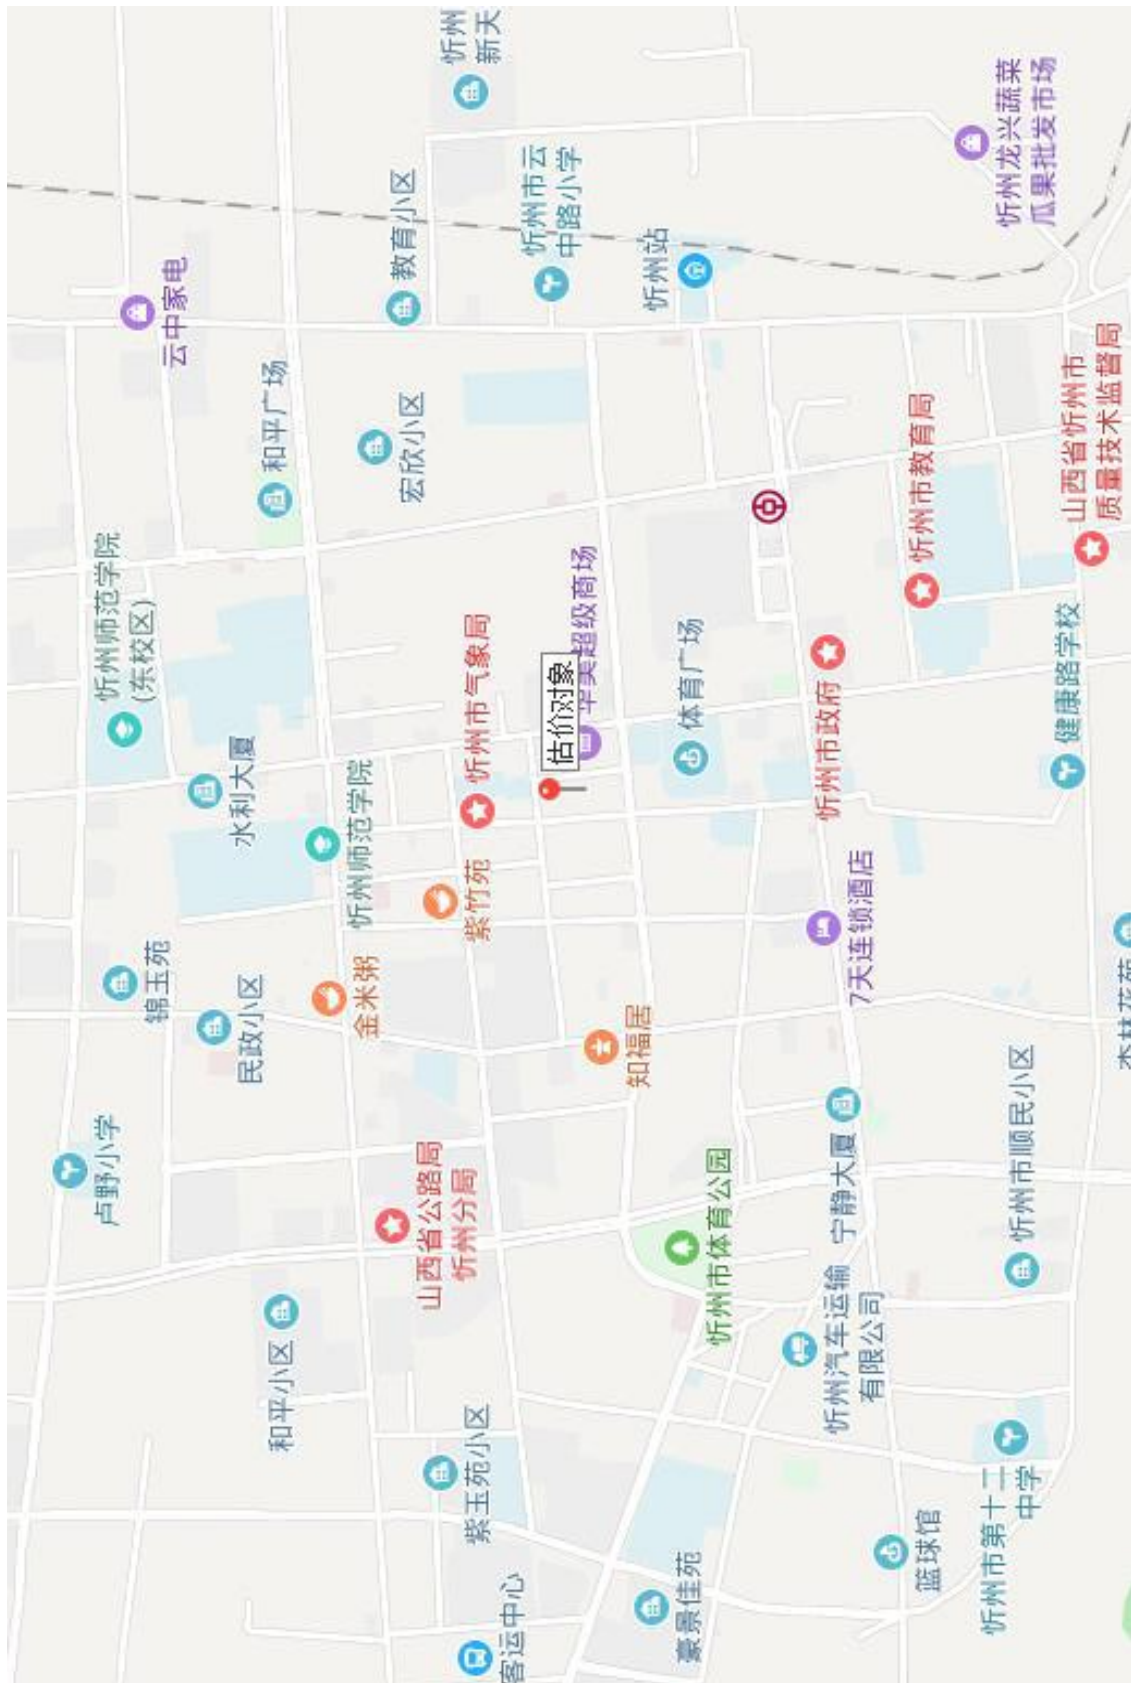 卢野小学
锦玉苑
忻州师范学院
(东校区)
云中家电
民政小区
水利大厦
和平小区
和平广场
金米粥
忻州师范学院
宏欣小区
教育小区
山西省公路局
忻州分局
紫玉苑小区
紫竹苑
忻州市气象局
忻州
新天
客运中心
估价对象
华美超级商场
忻州市云
中路小学
知福居
豪景佳苑
忻州市体育公园
体育广场
忻州站
忻州汽车运输
有限公司
宁静大厦
7天连锁酒店
忻州市政府
篮球馆
忻州市教育局
忻州市第十二
中学
忻州市顺民小区
健康路学校
山西省忻州市
质量技术监督局
忻州龙兴蔬菜
瓜果批发市场
杏林花苑